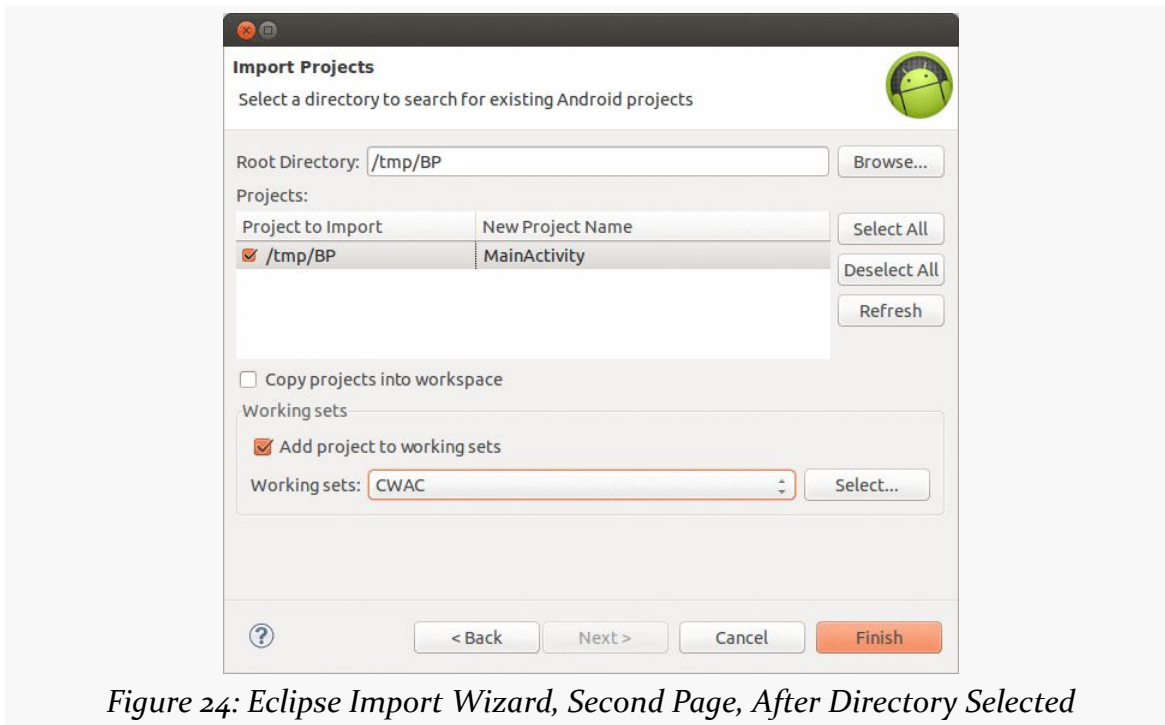 Import Projects
Select a directory to search for existing Android projects
Root Directory: /tmp/BP Browse...
Projects:
Project to Import New Project Name Select All
/tmp/BP MainActivity
Deselect All
Refresh
Copy projects into workspace
Working sets
Add project to working sets
Working sets: CWAC Select...
? < Back Next > Cancel Finish
Figure 24: Eclipse Import Wizard, Second Page, After Directory Selected